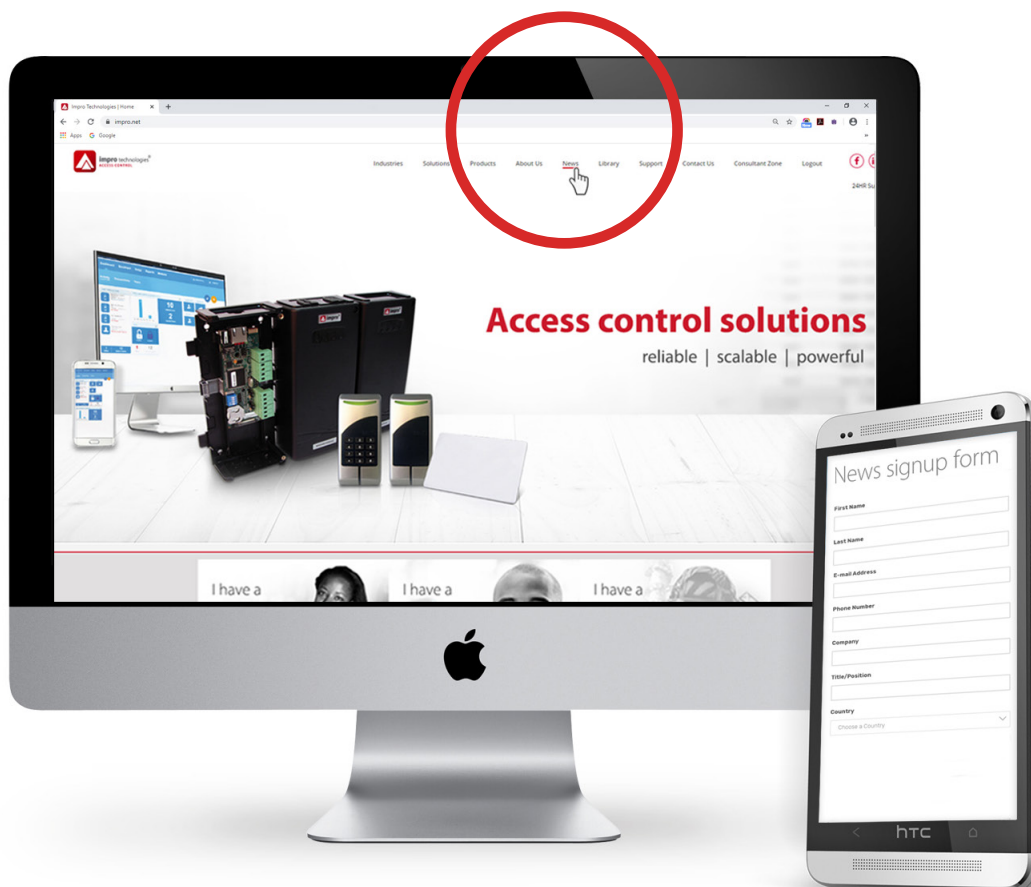 Impro Technologies | Home
impro.net
Apps Google
impro technologies®
ACCESS CONTROL
Industries Solutions Products About Us News Library Support Contact Us Consultant Zone Logout
24HR Su
impro
impro
Access control solutions
reliable | scalable | powerful
I have a
I have a
I have a
News signup form
First Name
Last Name
E-mail Address
Phone Number
Company
Title/Position
Country
Choose a Country
hTC